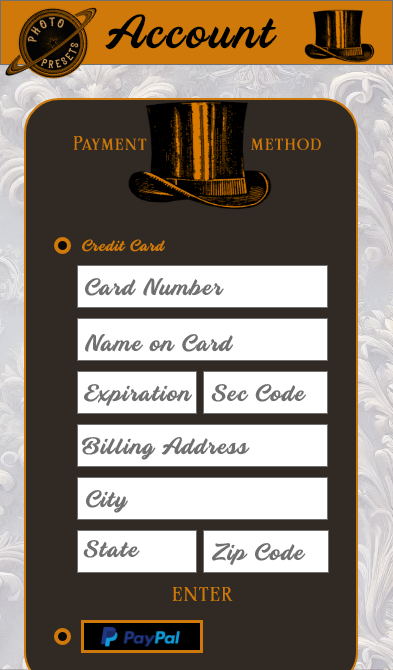 PHOTO
PRESETS
Account
PAYMENT METHOD
Credit Card
Card Number
Name on Card
Expiration Sec Code
Billing Address
City
State Zip Code
ENTER
PayPal